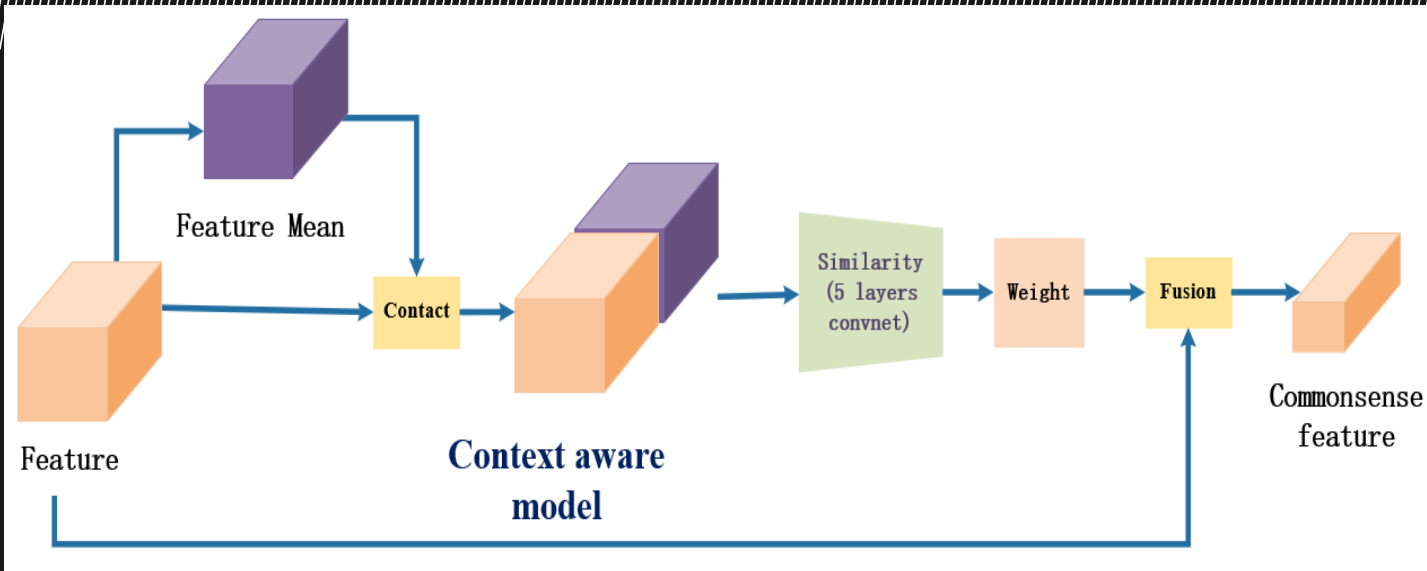 Feature Mean
Contact
Similarity
(5 layers
convnet)
Weight
Fusion
Commonsense
feature
Feature
Context aware
model